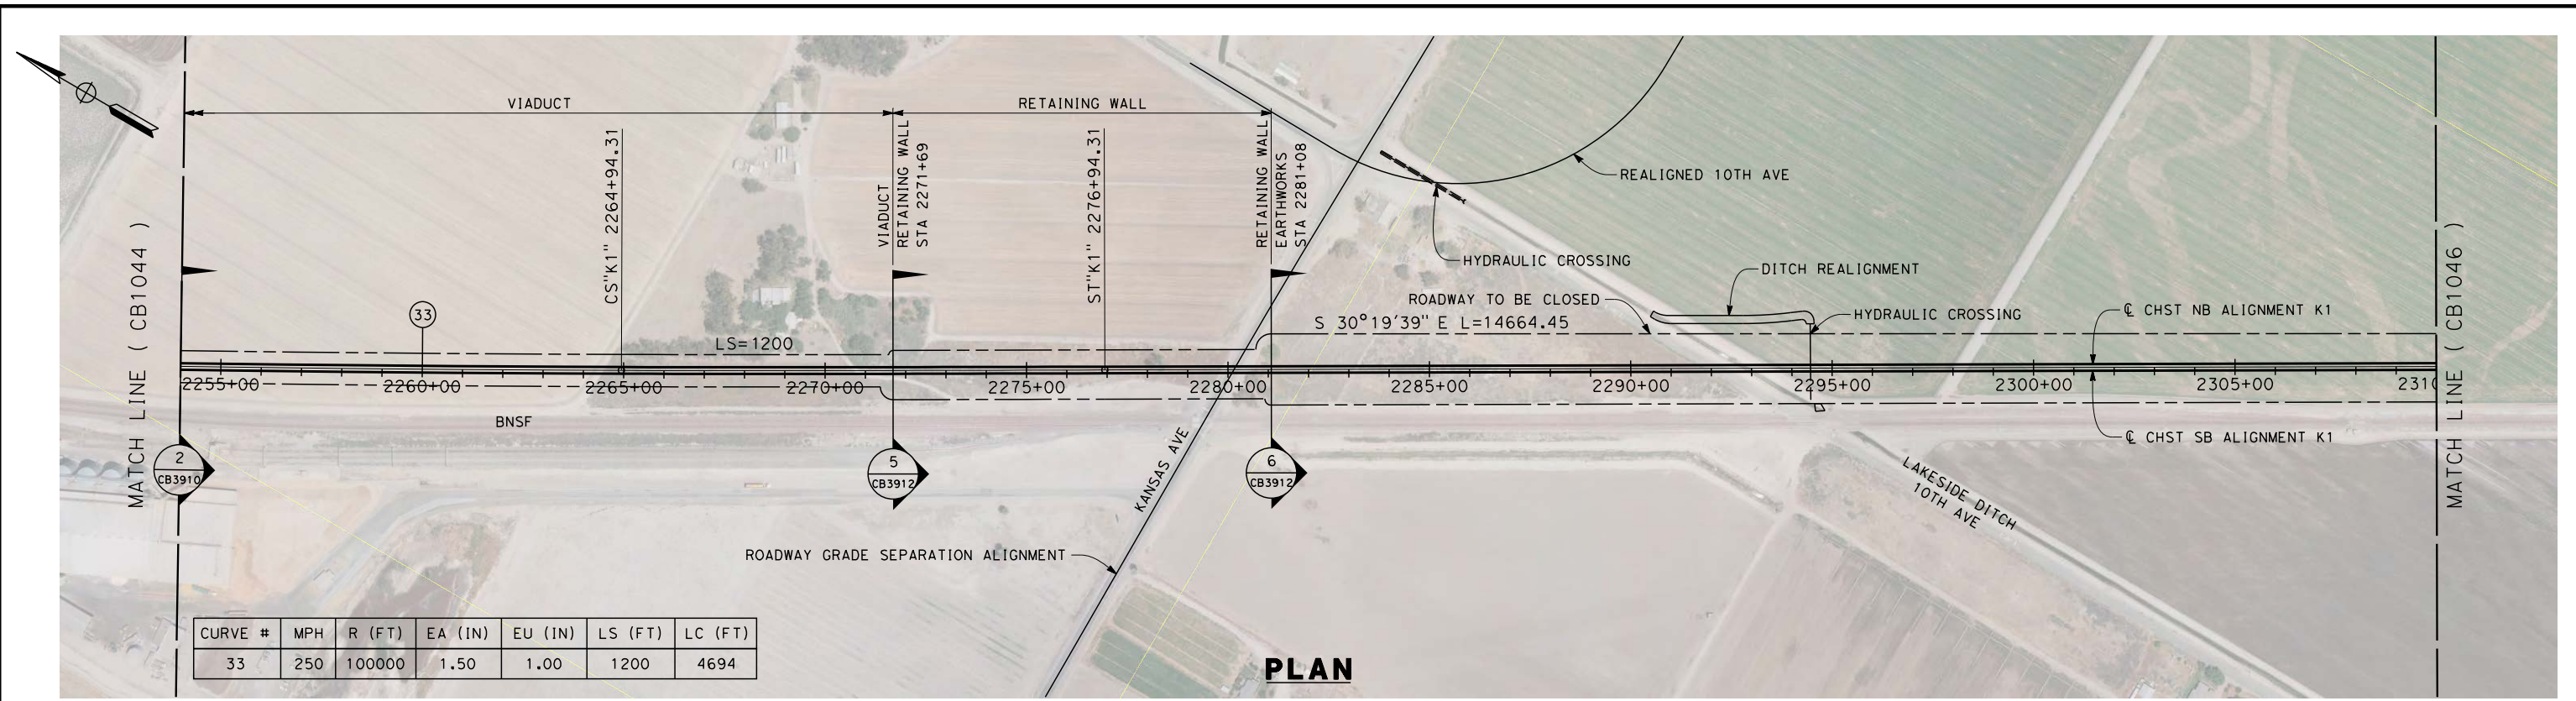 VIADUCT
RETAINING WALL
MATCH LINE ( CB1044 )
CS"K1" 2264+94.31
VIADUCT
RETAINING WALL
STA 2271+69
ST"K1" 2276+94.31
RETAINING WALL
EARTHWORKS
STA 2281+08
REALIGNED 10TH AVE
HYDRAULIC CROSSING
DITCH REALIGNMENT
ROADWAY TO BE CLOSED
HYDRAULIC CROSSING
℄ CHST NB ALIGNMENT K1
MATCH LINE ( CB1046 )
33
S 30°19'39" E L=14664.45
LS=1200
2255+00
2260+00
2265+00
2270+00
2275+00
2280+00
2285+00
2290+00
2295+00
2300+00
2305+00
2310
BNSF
℄ CHST SB ALIGNMENT K1
2
CB3910
5
CB3912
6
CB3912
KANSAS AVE
LAKESIDE DITCH
10TH AVE
ROADWAY GRADE SEPARATION ALIGNMENT
CURVE # MPH R (FT) EA (IN) EU (IN) LS (FT) LC (FT)
33 250 100000 1.50 1.00 1200 4694
PLAN